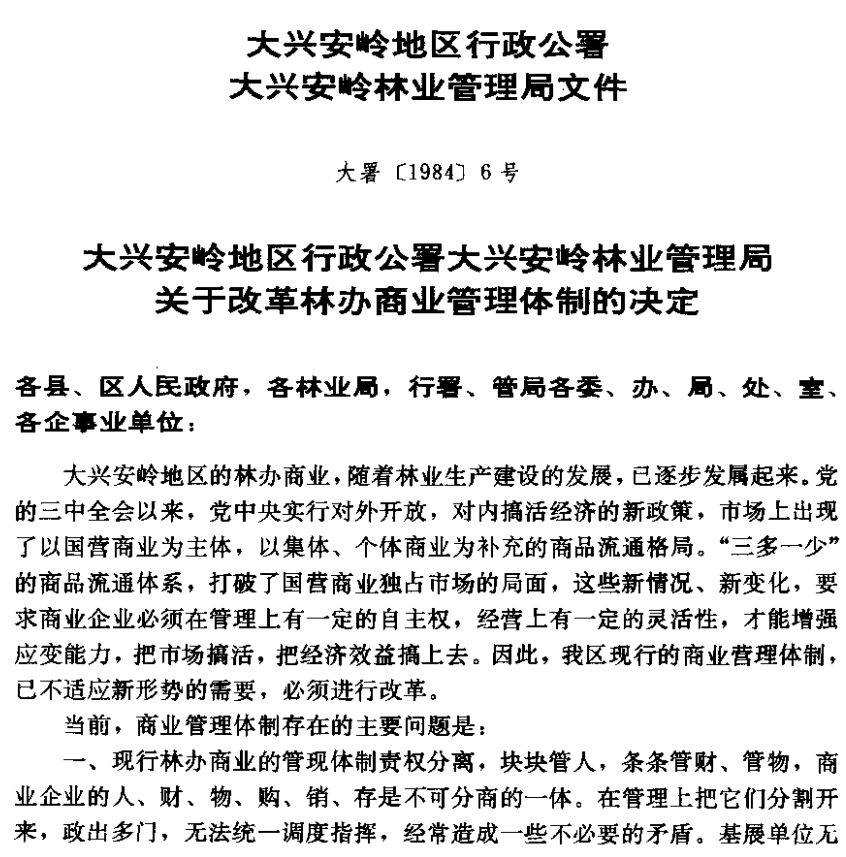 大兴安岭地区行政公署
大兴安岭林业管理局文件
大署〔1984〕6号
大兴安岭地区行政公署大兴安岭林业管理局
关于改革林办商业管理体制的决定
各县、区人民政府，各林业局，行署、管局各委、办、局、处、室、
各企事业单位：
大兴安岭地区的林办商业，随着林业生产建设的发展，已逐步发属起来。党
的三中全会以来，党中央实行对外开放，对内搞活经济的新政策，市场上出现
了以国营商业为主体，以集体、个体商业为补充的商品流通格局。“三多一少”
的商品流通体系，打破了国营商业独占市场的局面，这些新情况、新变化，要
求商业企业必须在管理上有一定的自主权，经营上有一定的灵活性，才能增强
应变能力，把市场搞活，把经济效益搞上去。因此，我区现行的商业营理体制，
已不适应新形势的需要，必须进行改革。
当前，商业管理体制存在的主要问题是：
一、现行林办商业的管现体制责权分离，块块管人，条条管财、管物，商
业企业的人、财、物、购、销、存是不可分商的一体。在管理上把它们分割开
来，政出多门，无法统一调度指挥，经常造成一些不必要的矛盾。基展单位无